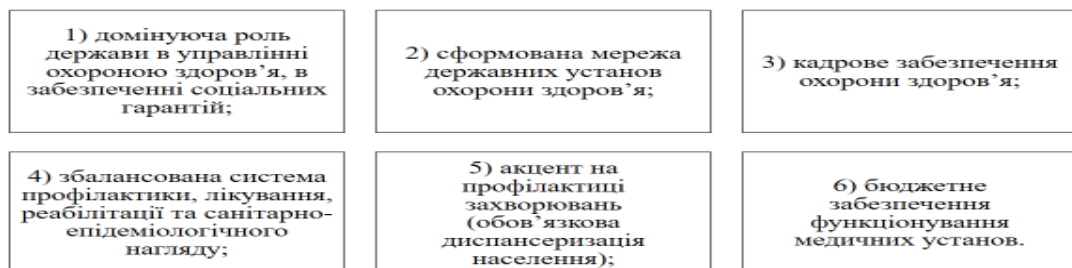 1) домінуюча роль
держави в управлінні
охороною здоров’я, в
забезпеченні соціальних
гарантій;
2) сформована мережа
державних установ
охорони здоров’я;
3) кадрове забезпечення
охорони здоров’я;
4) збалансована система
профілактики, лікування,
реабілітації та санітарно-
епідеміологічного
нагляду;
5) акцент на
профілактиці
захворювань
(обов’язкова
диспансеризація
населення);
6) бюджетне
забезпечення
функціонування
медичних установ.